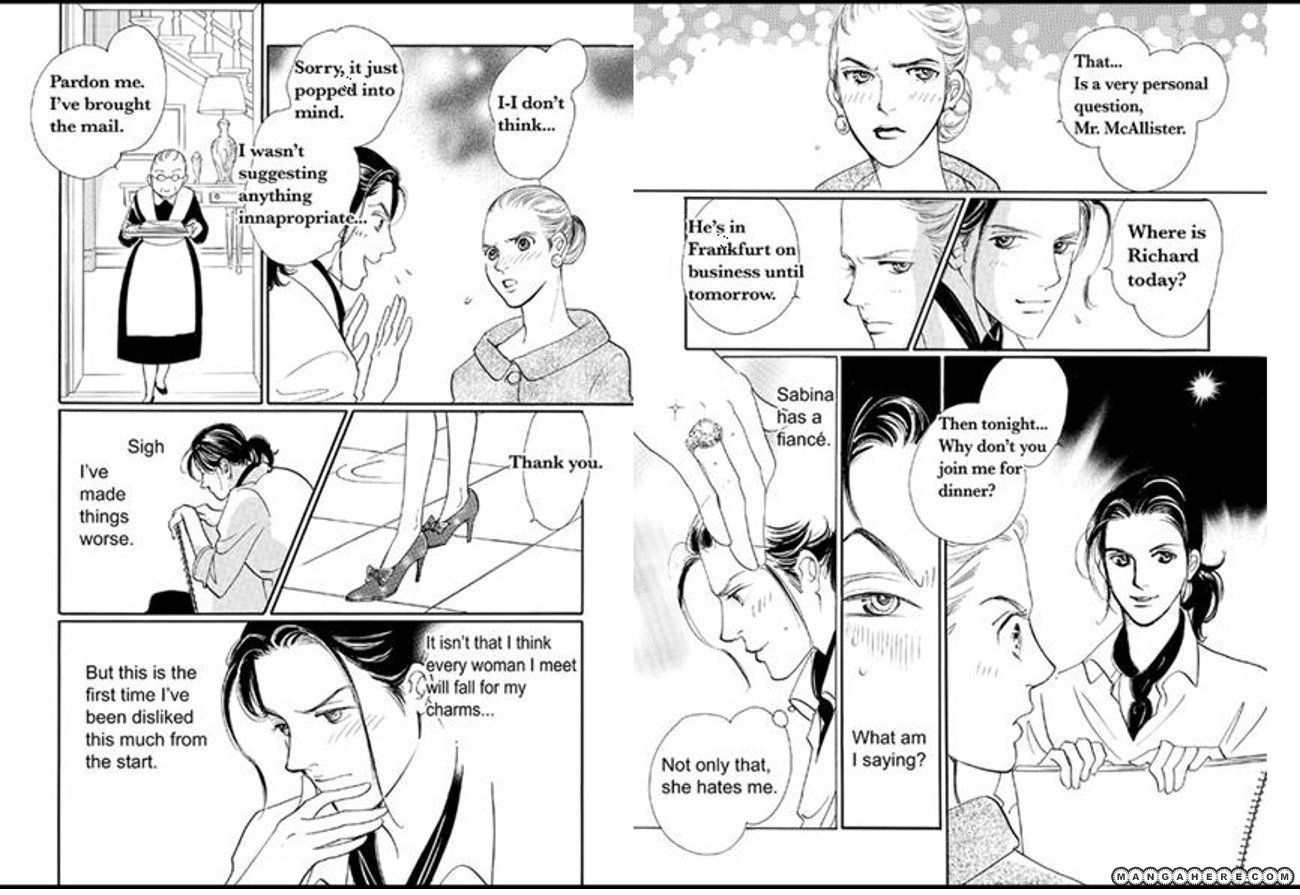 That...
Is a very personal
question,
Mr. McAllister.
Where is
Richard
today?
He's in
Frankfurt on
business until
tomorrow.
Then tonight...
Why don't you
join me for
dinner?
What am
I saying?
Sabina
has a
fiancé.
Not only that,
she hates me.
I-I don't
think...
Sorry, it just
popped into
mind.
I wasn't
suggesting
anything
innapropriate...
Pardon me.
I've brought
the mail.
Thank you.
Sigh
I've
made
things
worse.
It isn't that I think
every woman I meet
will fall for my
charms...
But this is the
first time I've
been disliked
this much from
the start.
MANGAHERE.COM